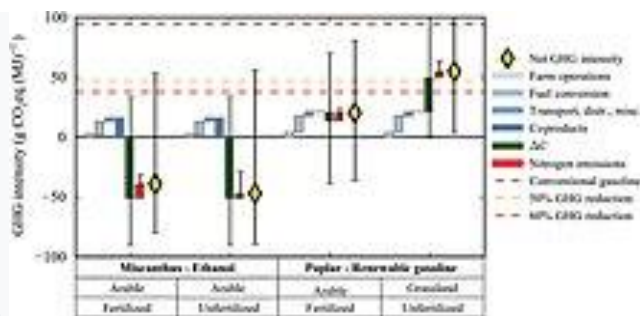 GHG intensity (g CO₂eq (MJ)⁻¹)
100
50
0
−50
−100
Net GHG intensity
Farm operations
Fuel conversion
Transport, distr., misc.
Coproducts
ΔC
Nitrogen emissions
Conventional gasoline
50% GHG reduction
60% GHG reduction
Miscanthus - Ethanol
Poplar - Renewable gasoline
Arable
Arable
Arable
Grassland
Fertilized
Unfertilized
Fertilized
Unfertilized